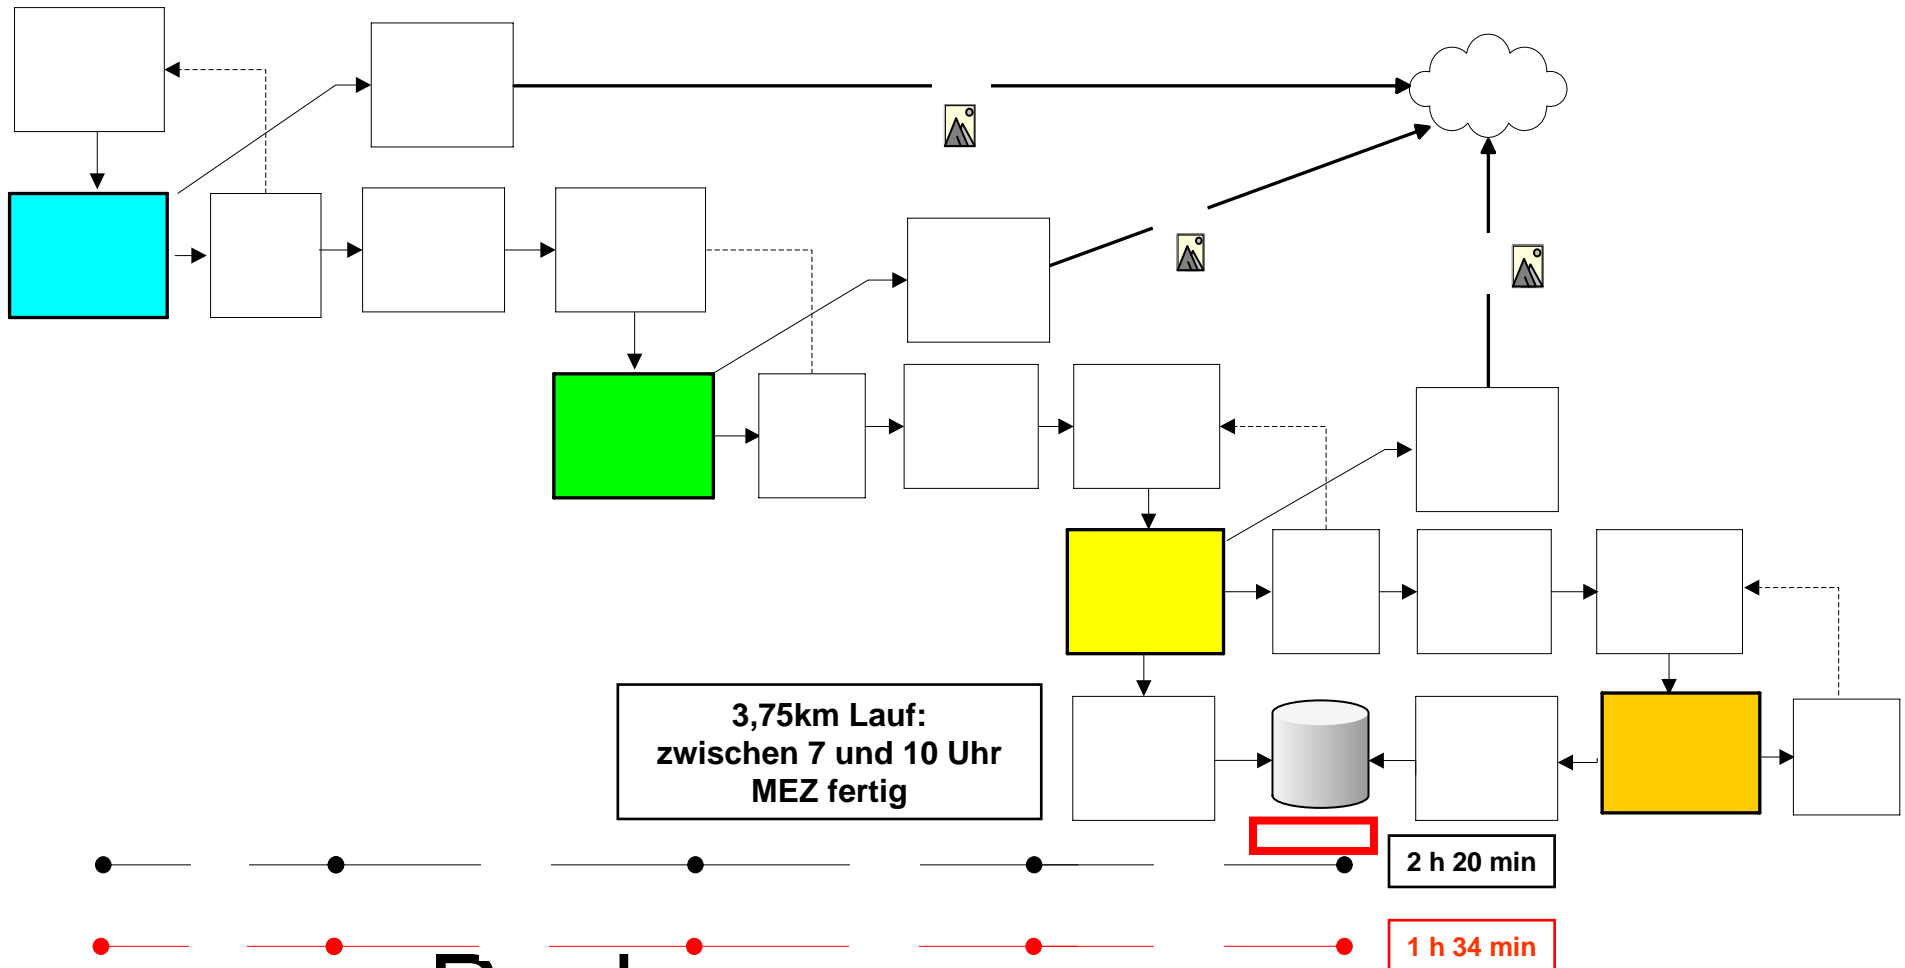 3,75km Lauf:
zwischen 7 und 10 Uhr
MEZ fertig
2 h 20 min
1 h 34 min